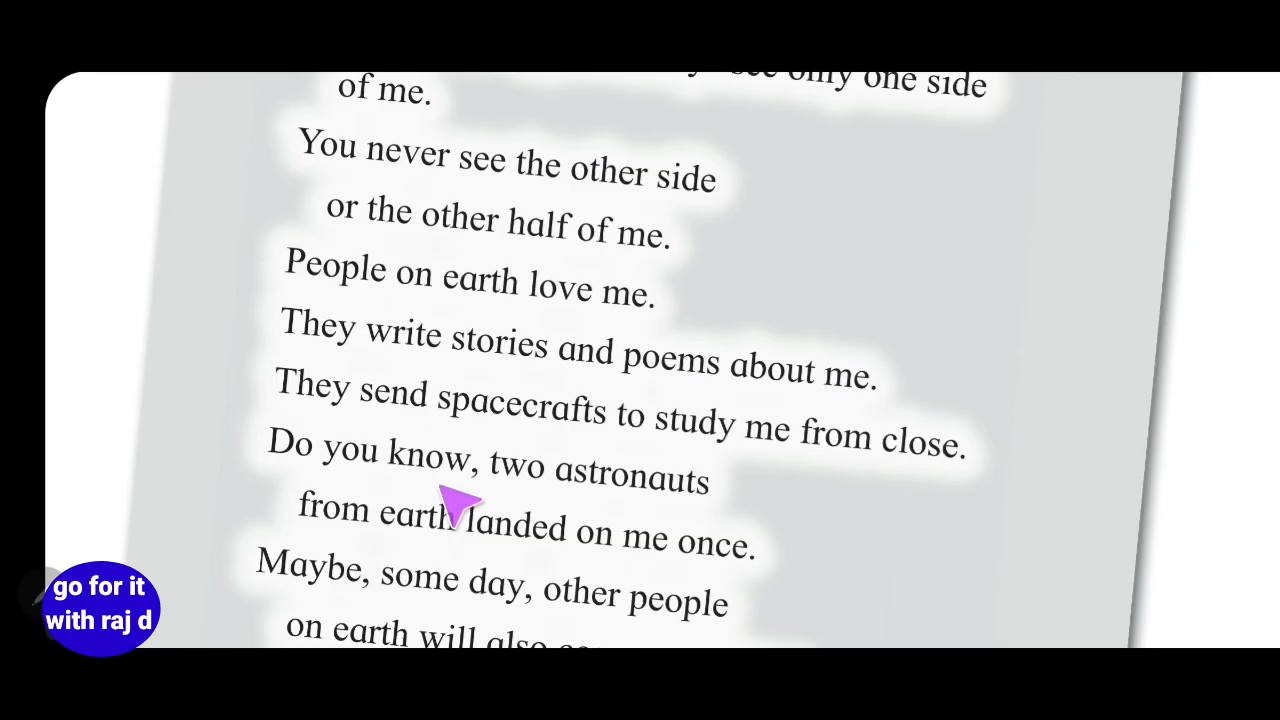 see only one side
of me.
You never see the other side
or the other half of me.
People on earth love me.
They write stories and poems about me.
They send spacecrafts to study me from close.
Do you know, two astronauts
from earth landed on me once.
Maybe, some day, other people
on earth will also
go for it
with raj d